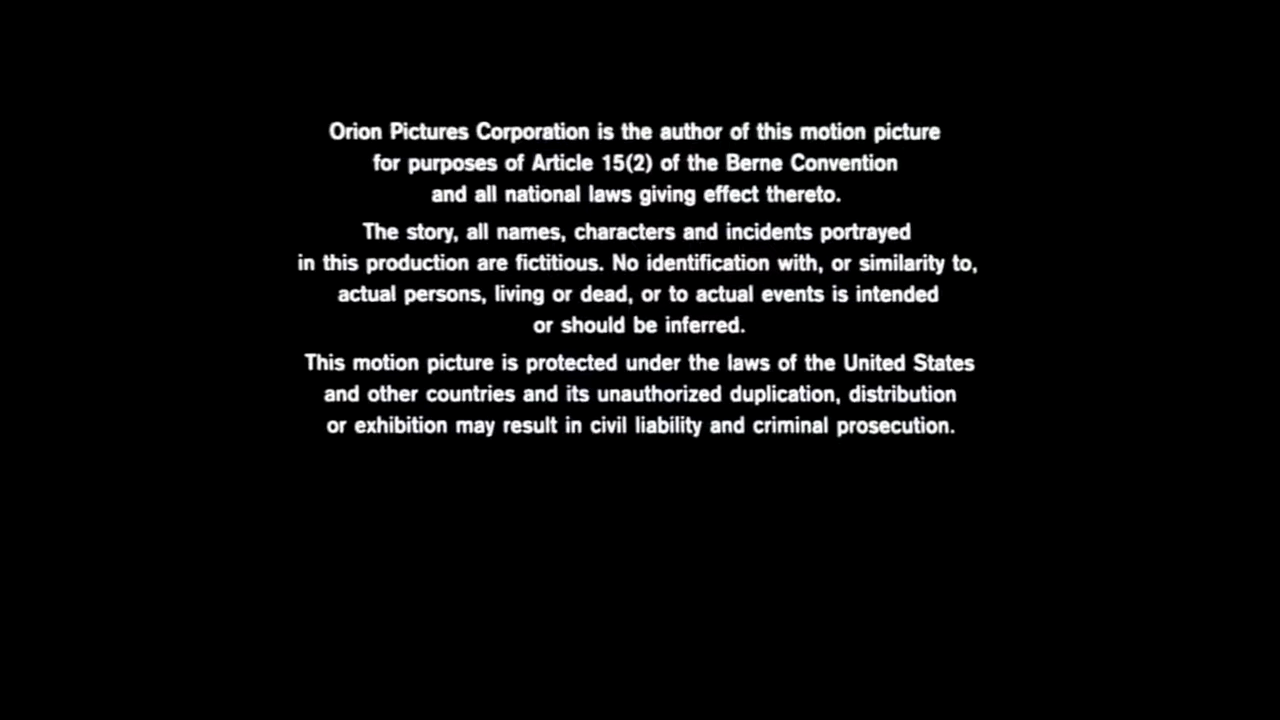 Orion Pictures Corporation is the author of this motion picture
for purposes of Article 15(2) of the Berne Convention
and all national laws giving effect thereto.
The story, all names, characters and incidents portrayed
in this production are fictitious. No identification with, or similarity to,
actual persons, living or dead, or to actual events is intended
or should be inferred.
This motion picture is protected under the laws of the United States
and other countries and its unauthorized duplication, distribution
or exhibition may result in civil liability and criminal prosecution.